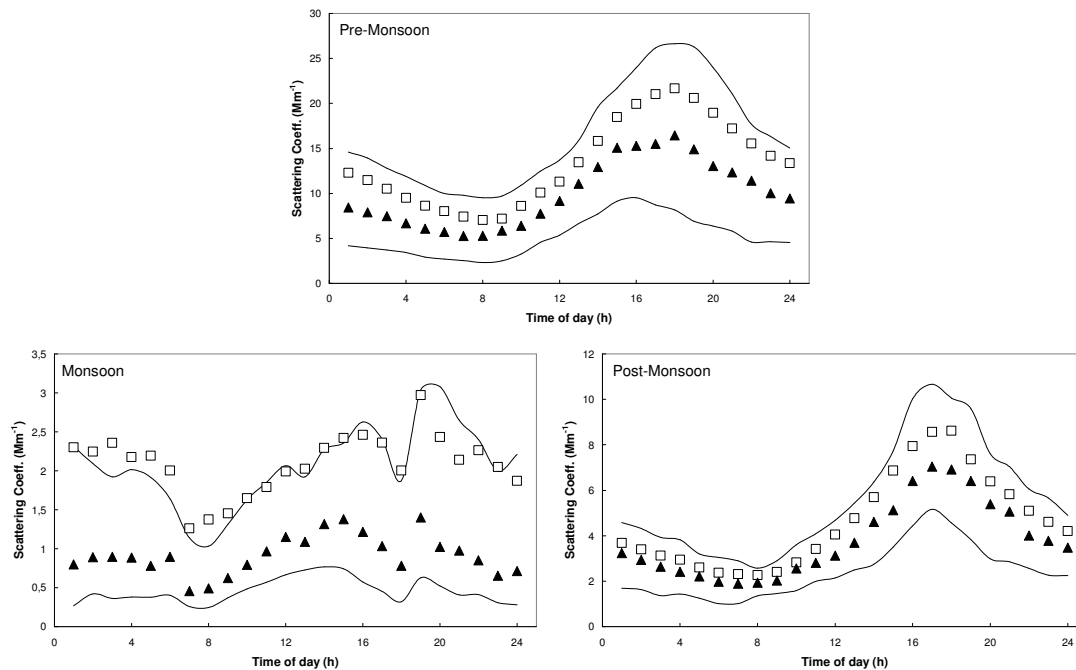 Pre-Monsoon
Scattering Coeff. (Mm-1)
30
25
20
15
10
5
0
0 4 8 12 16 20 24
Time of day (h)
Monsoon
Scattering Coeff. (Mm-1)
3,5
3
2,5
2
1,5
1
0,5
0
0 4 8 12 16 20 24
Time of day (h)
Post-Monsoon
Scattering Coeff. (Mm-1)
12
10
8
6
4
2
0
0 4 8 12 16 20 24
Time of day (h)